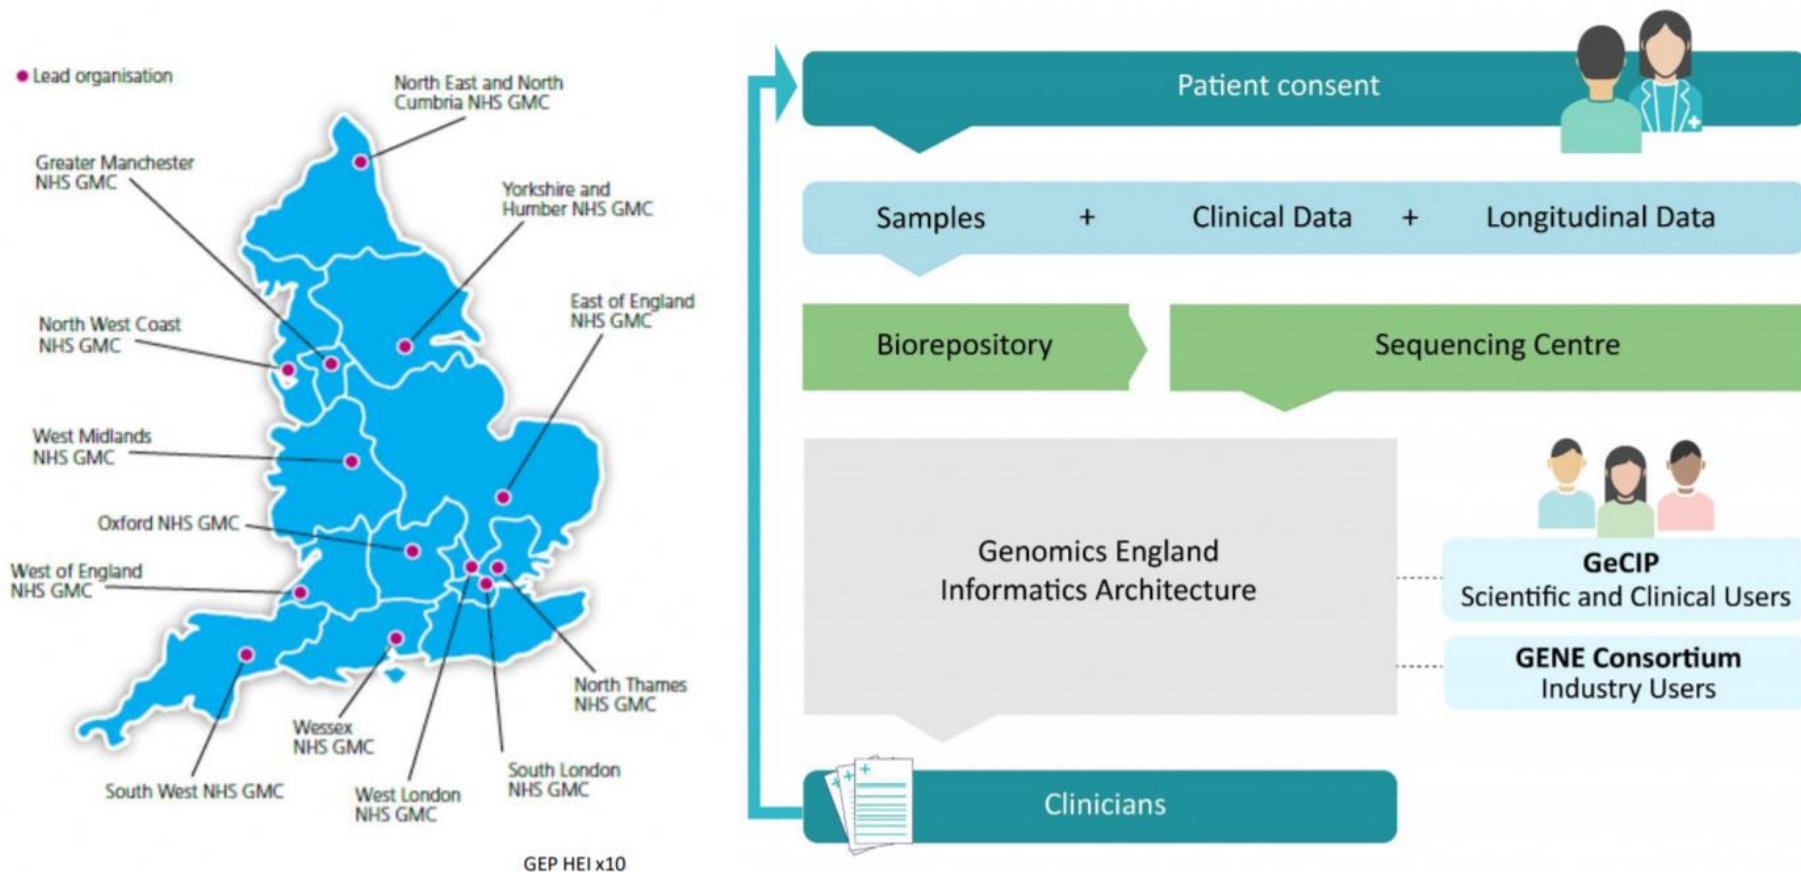 Lead organisation
North East and North
Cumbria NHS GMC
Greater Manchester
NHS GMC
Yorkshire and
Humber NHS GMC
East of England
NHS GMC
North West Coast
NHS GMC
West Midlands
NHS GMC
Oxford NHS GMC
West of England
NHS GMC
North Thames
NHS GMC
Wessex
NHS GMC
South London
NHS GMC
South West NHS GMC
West London
NHS GMC
GEP HEI x10
Patient consent
Samples + Clinical Data + Longitudinal Data
Biorepository
Sequencing Centre
Genomics England
Informatics Architecture
GeCIP
Scientific and Clinical Users
GENE Consortium
Industry Users
Clinicians